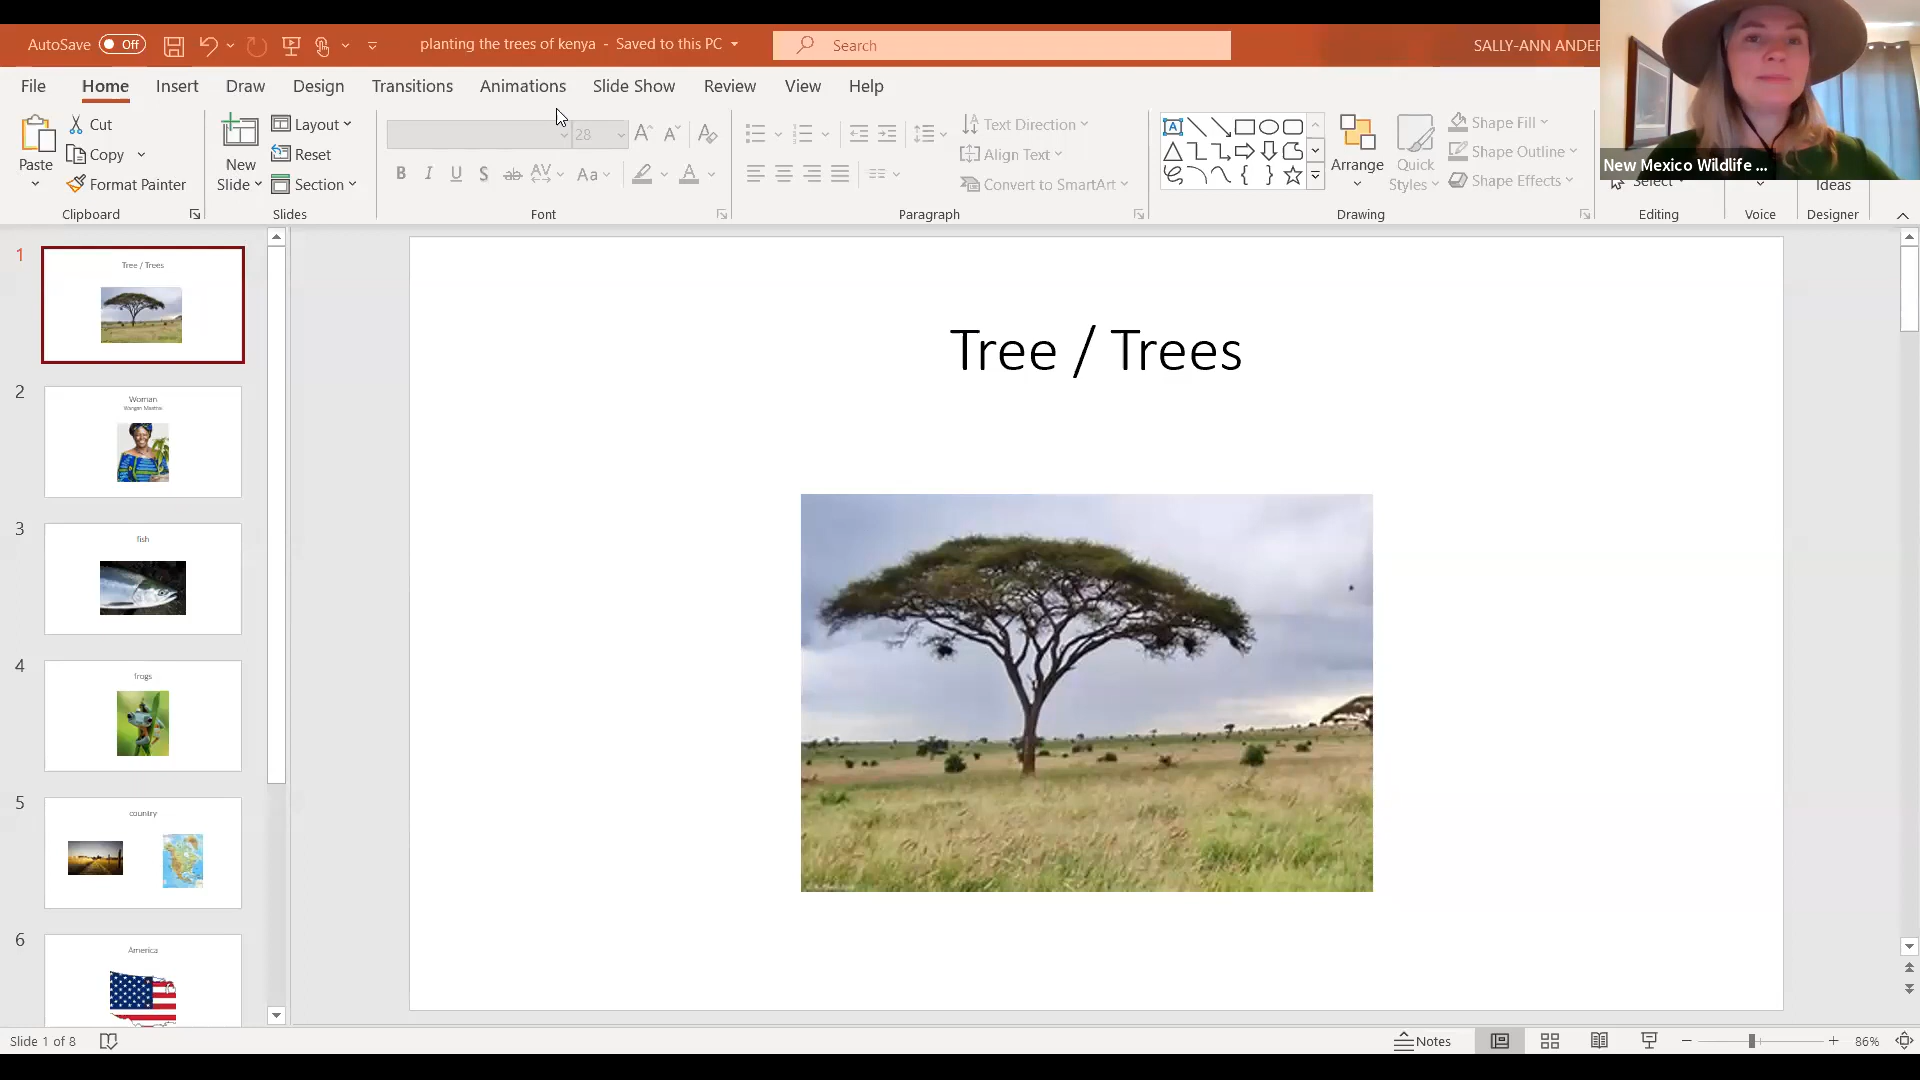 AutoSave Off
planting the trees of kenya - Saved to this PC
Search
SALLY-ANN ANDER
File Home Insert Draw Design Transitions Animations Slide Show Review View Help
Paste
Cut
Copy
Format Painter
Clipboard
New
Slide
Layout
Reset
Section
Slides
28
Font
Text Direction
Align Text
Convert to SmartArt
Paragraph
Arrange
Quick
Styles
Shape Fill
Shape Outline
Shape Effects
Drawing
Select
Editing
Voice
Ideas
Designer
New Mexico Wildlife ...
1
Tree / Trees
2
Woman
3
fish
4
frogs
5
country
6
America
Tree / Trees
Slide 1 of 8
Notes
86%